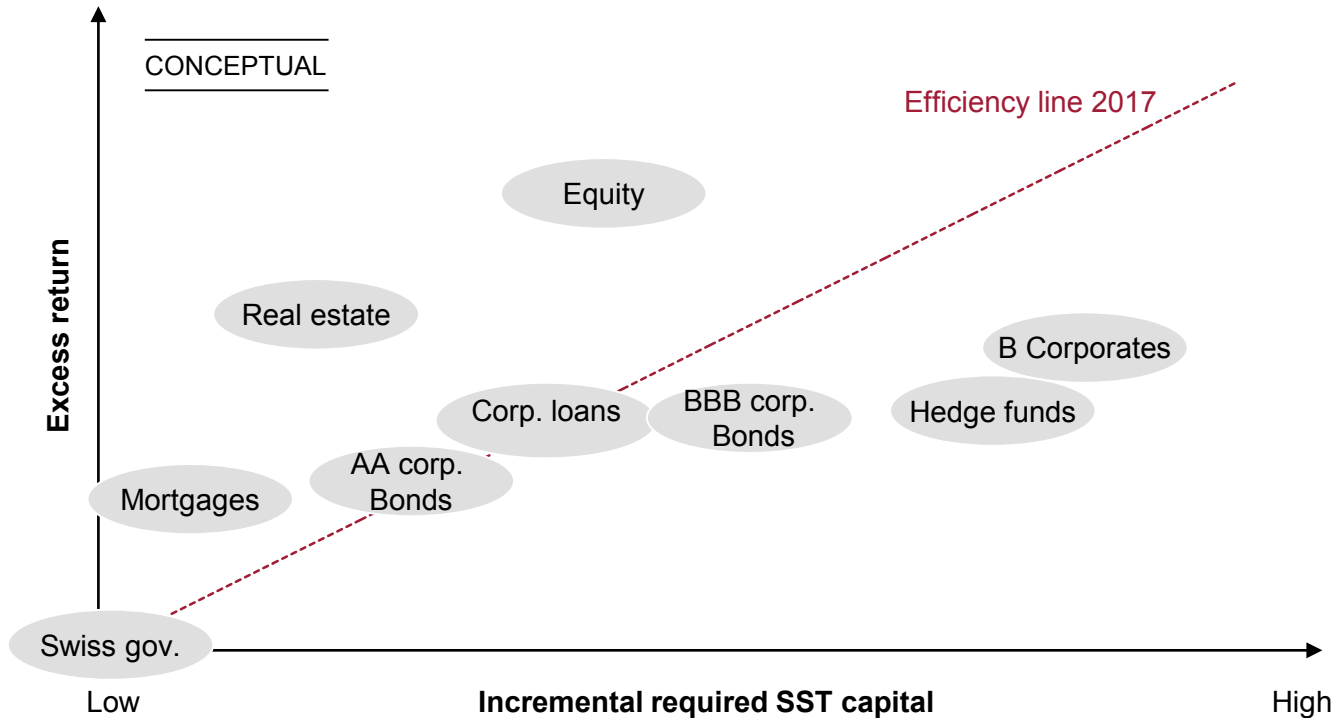 CONCEPTUAL
Efficiency line 2017
Equity
Real estate
B Corporates
Corp. loans
BBB corp.
Bonds
Hedge funds
AA corp.
Bonds
Mortgages
Swiss gov.
Excess return
Low
Incremental required SST capital
High